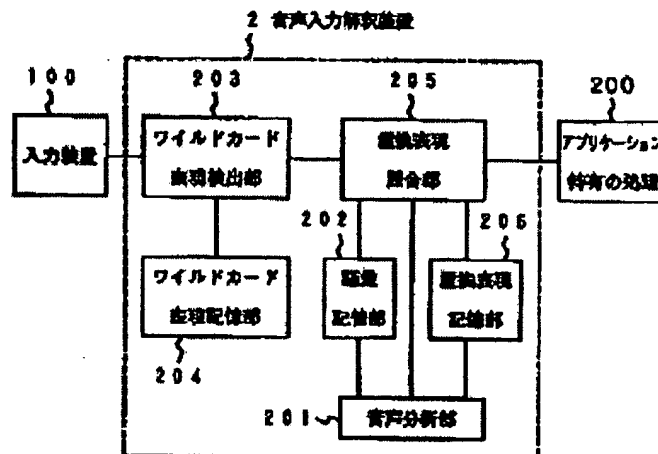 2 音声入力解釈装置
100
203
205
200
入力装置
ワイルドカード
表現検出部
置換表現
照合部
アプリケーション
特有の処理
202
206
ワイルドカード
表現記憶部
語彙
記憶部
置換表現
記憶部
204
201
音声分析部